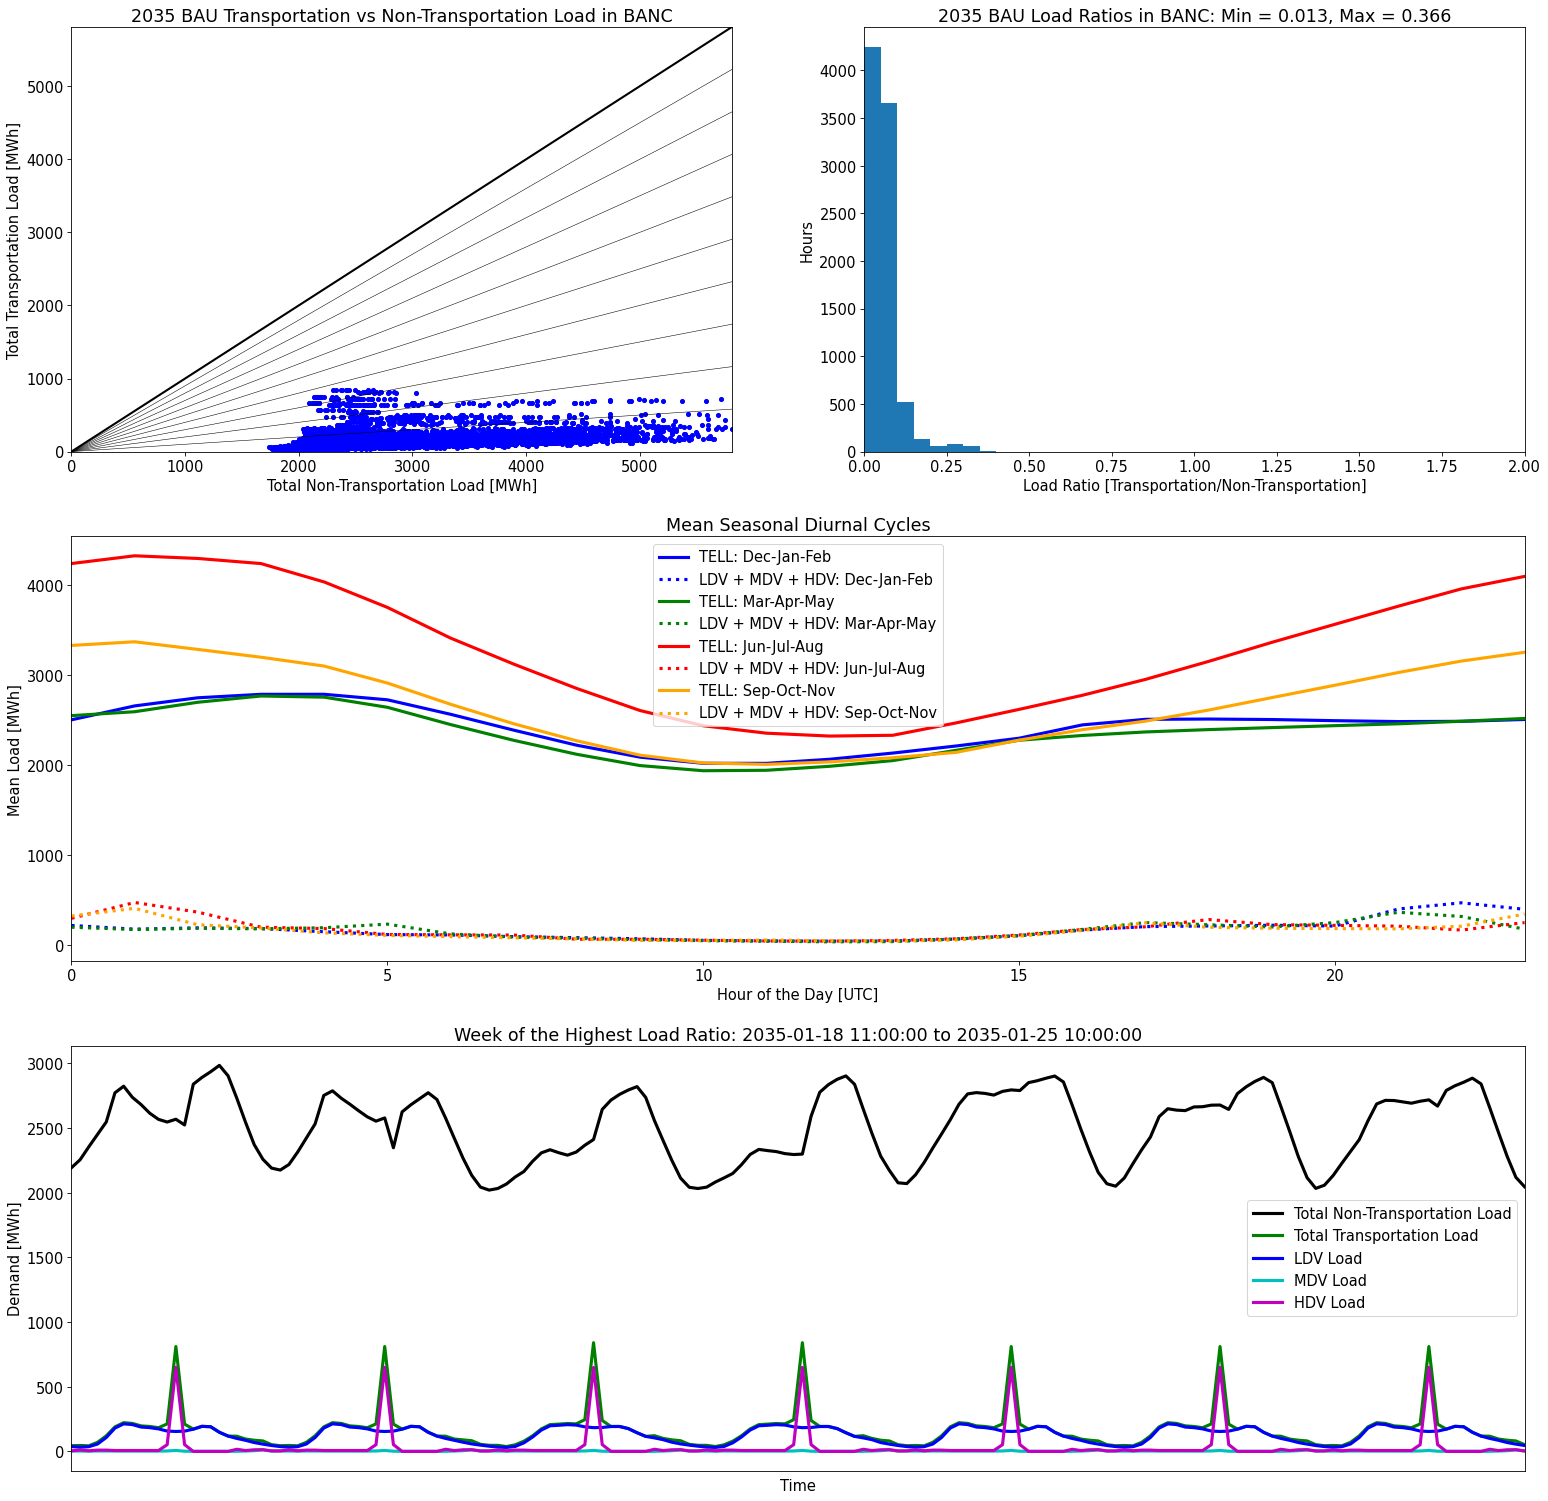 2035 BAU Transportation vs Non-Transportation Load in BANC
Total Transportation Load [MWh]
5000
4000
3000
2000
1000
0
0 1000 2000 3000 4000 5000
Total Non-Transportation Load [MWh]
2035 BAU Load Ratios in BANC: Min = 0.013, Max = 0.366
Hours
4000
3500
3000
2500
2000
1500
1000
500
0
0.00 0.25 0.50 0.75 1.00 1.25 1.50 1.75 2.00
Load Ratio [Transportation/Non-Transportation]
Mean Seasonal Diurnal Cycles
Mean Load [MWh]
4000
3000
2000
1000
0
TELL: Dec-Jan-Feb
LDV + MDV + HDV: Dec-Jan-Feb
TELL: Mar-Apr-May
LDV + MDV + HDV: Mar-Apr-May
TELL: Jun-Jul-Aug
LDV + MDV + HDV: Jun-Jul-Aug
TELL: Sep-Oct-Nov
LDV + MDV + HDV: Sep-Oct-Nov
0 5 10 15 20
Hour of the Day [UTC]
Week of the Highest Load Ratio: 2035-01-18 11:00:00 to 2035-01-25 10:00:00
Demand [MWh]
3000
2500
2000
1500
1000
500
0
Total Non-Transportation Load
Total Transportation Load
LDV Load
MDV Load
HDV Load
Time